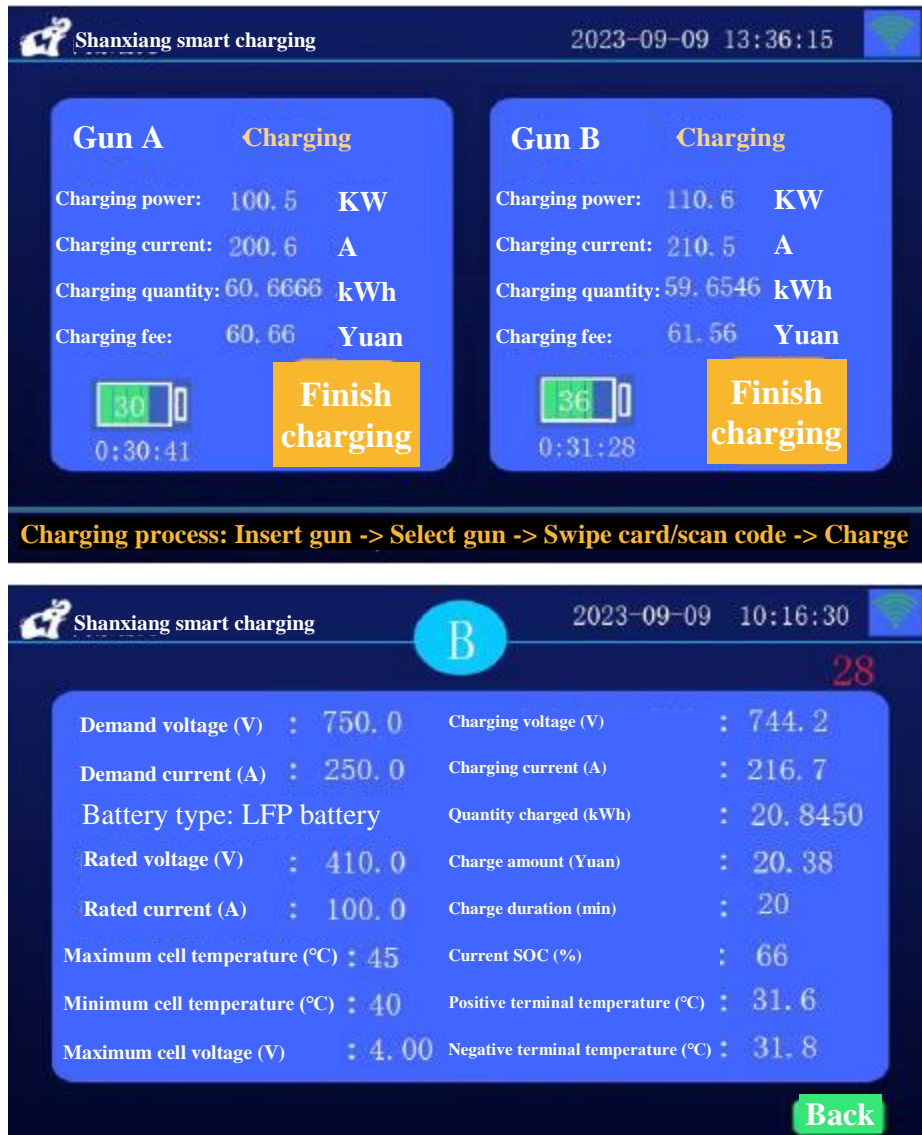 Shanxiang smart charging 2023-09-09 13:36:15
Gun A Charging
Charging power: 100.5 KW
Charging current: 200.6 A
Charging quantity: 60.6666 kWh
Charging fee: 60.66 Yuan
30
0:30:41
Finish
charging
Gun B Charging
Charging power: 110.6 KW
Charging current: 210.5 A
Charging quantity: 59.6546 kWh
Charging fee: 61.56 Yuan
36
0:31:28
Finish
charging
Charging process: Insert gun -> Select gun -> Swipe card/scan code -> Charge
Shanxiang smart charging B 2023-09-09 10:16:30
28
Demand voltage (V) : 750.0
Demand current (A) : 250.0
Battery type: LFP battery
Rated voltage (V) : 410.0
Rated current (A) : 100.0
Maximum cell temperature (℃) : 45
Minimum cell temperature (℃) : 40
Maximum cell voltage (V) : 4.00
Charging voltage (V) : 744.2
Charging current (A) : 216.7
Quantity charged (kWh) : 20.8450
Charge amount (Yuan) : 20.38
Charge duration (min) : 20
Current SOC (%) : 66
Positive terminal temperature (℃) : 31.6
Negative terminal temperature (℃) : 31.8
Back